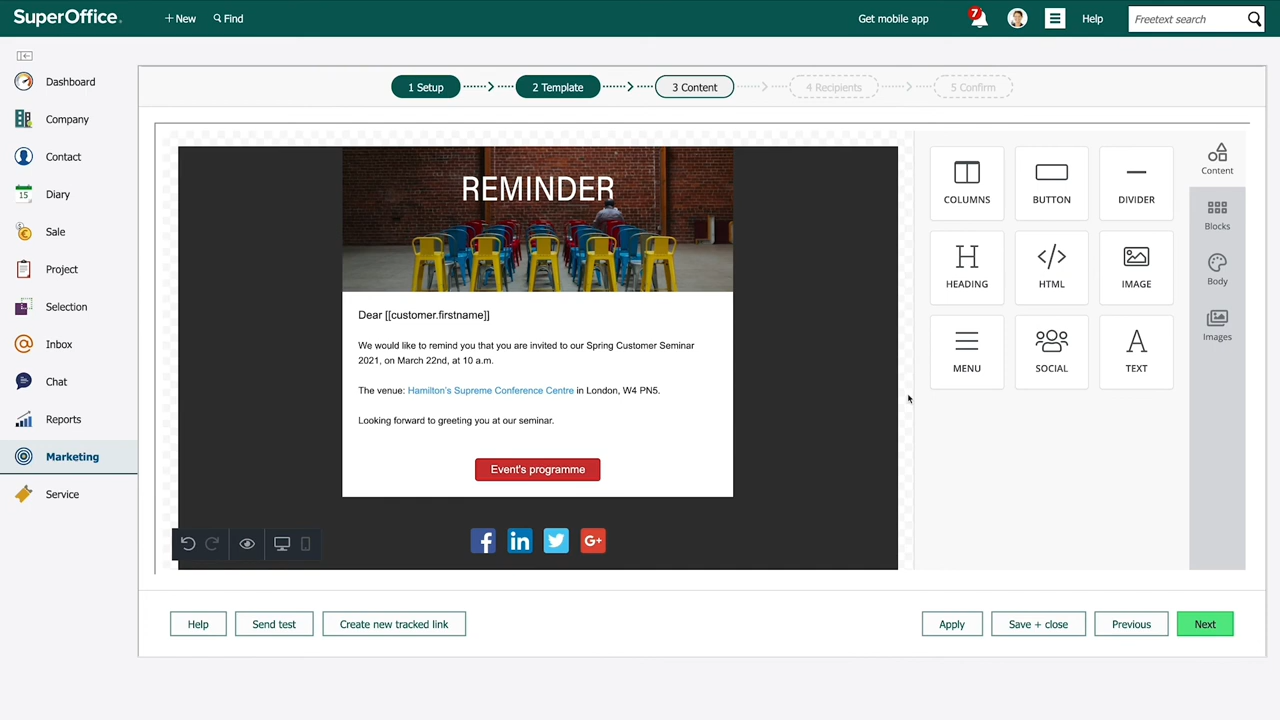 SuperOffice.
+ New
Find
Get mobile app
7
Help
Freetext search
Dashboard
Company
Contact
15
Diary
Sale
Project
Selection
Inbox
Chat
Reports
Marketing
Service
1 Setup
2 Template
3 Content
4 Recipients
5 Confirm
REMINDER
Dear [[customer.firstname]]
We would like to remind you that you are invited to our Spring Customer Seminar
2021, on March 22nd, at 10 a.m.
The venue: Hamilton's Supreme Conference Centre in London, W4 PN5.
Looking forward to greeting you at our seminar.
Event's programme
f
in
G+
COLUMNS
BUTTON
DIVIDER
HEADING
HTML
IMAGE
MENU
SOCIAL
TEXT
Content
Blocks
Body
Images
Help
Send test
Create new tracked link
Apply
Save + close
Previous
Next